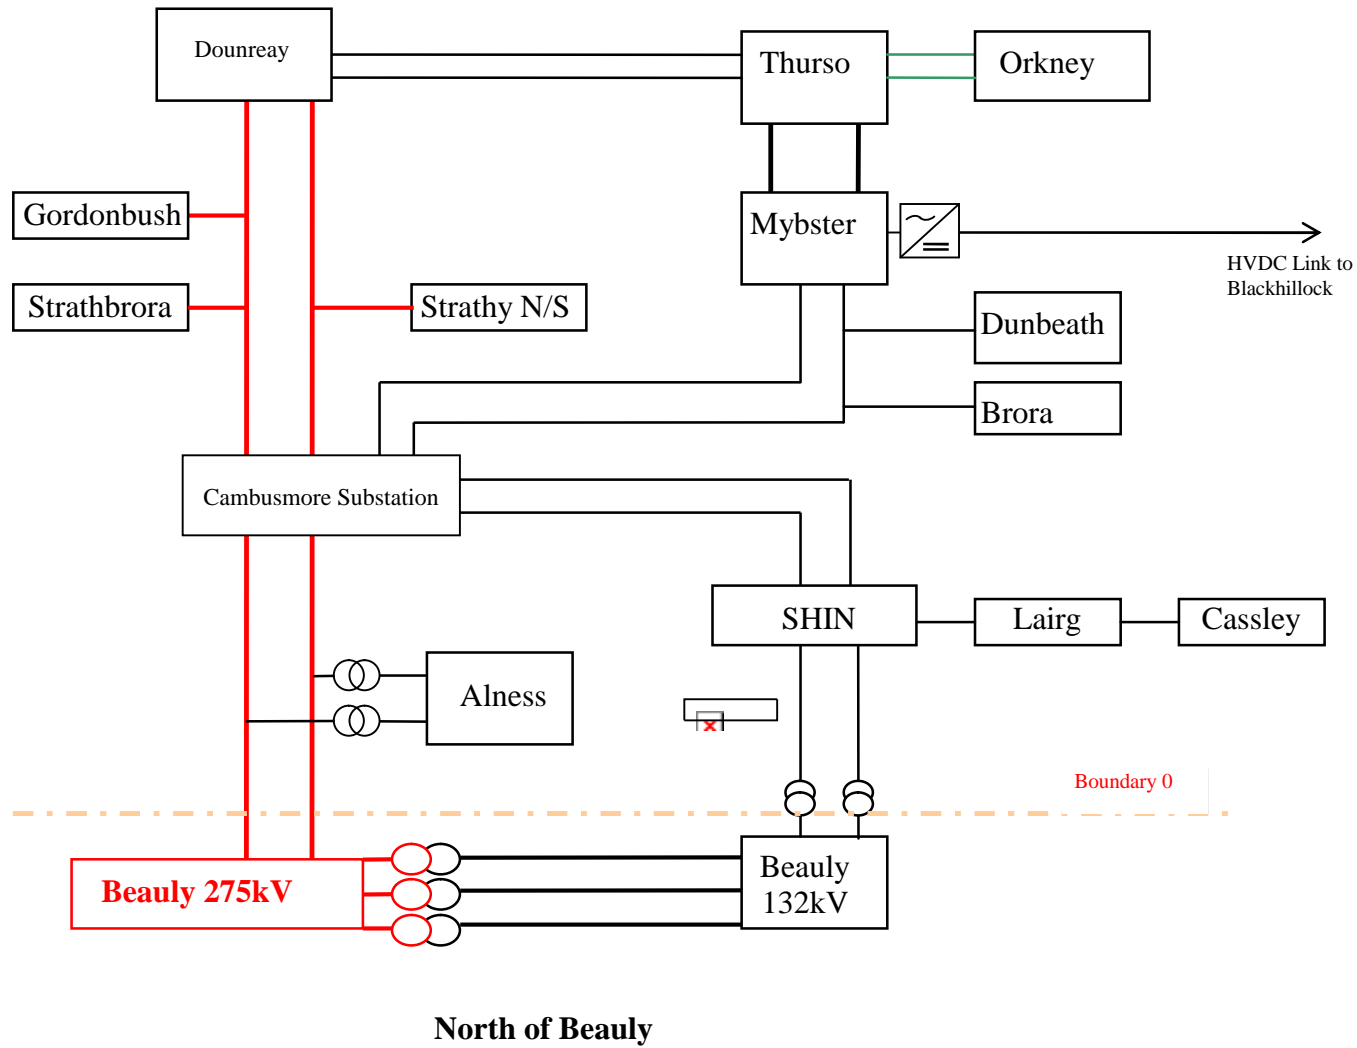 Dounreay
Thurso
Orkney
Gordonbush
Mybster
HVDC Link to
Blackhillock
Strathbrora
Strathy N/S
Dunbeath
Brora
Cambusmore Substation
SHIN
Lairg
Cassley
Alness
Boundary 0
Beauly 275kV
Beauly
132kV
North of Beauly